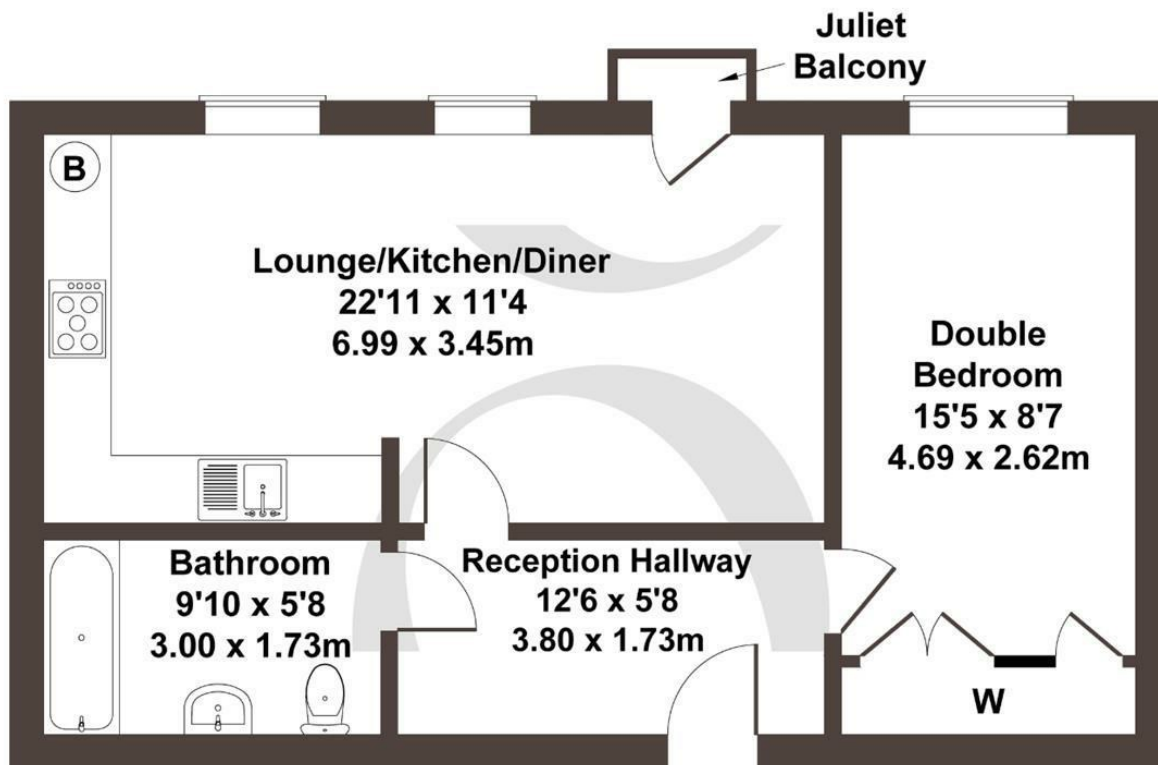 Juliet
Balcony
B
Lounge/Kitchen/Diner
22'11 x 11'4
6.99 x 3.45m
Double
Bedroom
15'5 x 8'7
4.69 x 2.62m
Bathroom
9'10 x 5'8
3.00 x 1.73m
Reception Hallway
12'6 x 5'8
3.80 x 1.73m
W